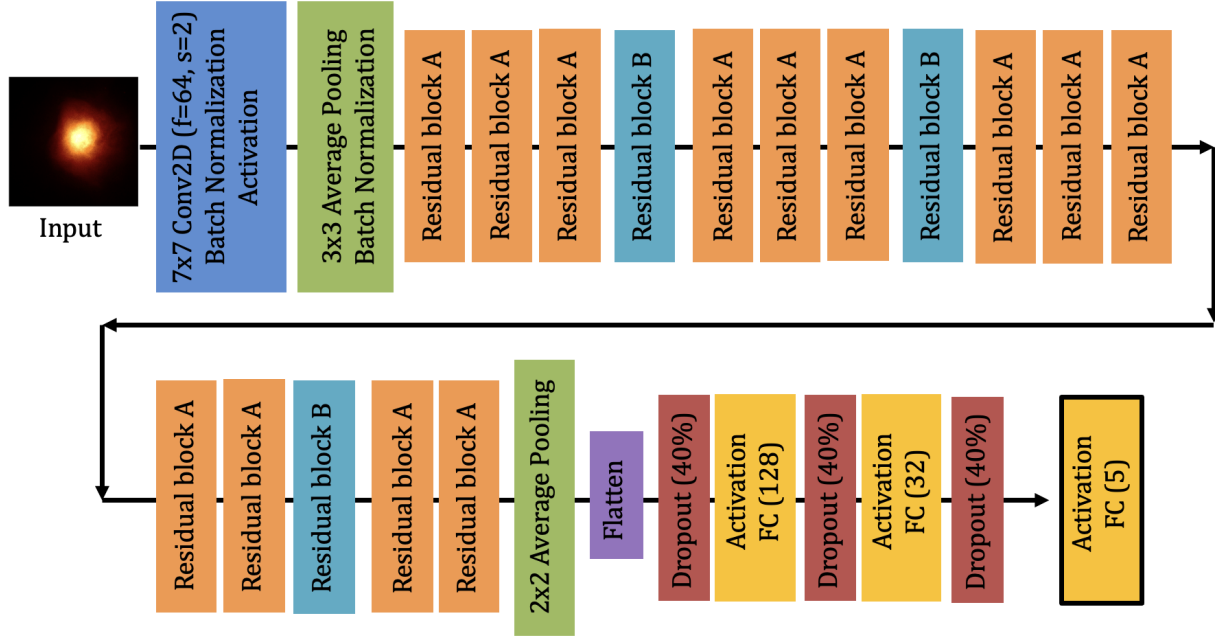 Input
7x7 Conv2D (f=64, s=2)
Batch Normalization
Activation
3x3 Average Pooling
Batch Normalization
Residual block A
Residual block A
Residual block A
Residual block B
Residual block A
Residual block A
Residual block A
Residual block B
Residual block A
Residual block A
Residual block A
Residual block A
Residual block A
Residual block B
Residual block A
Residual block A
2x2 Average Pooling
Flatten
Dropout (40%)
Activation
FC (128)
Dropout (40%)
Activation
FC (32)
Dropout (40%)
Activation
FC (5)